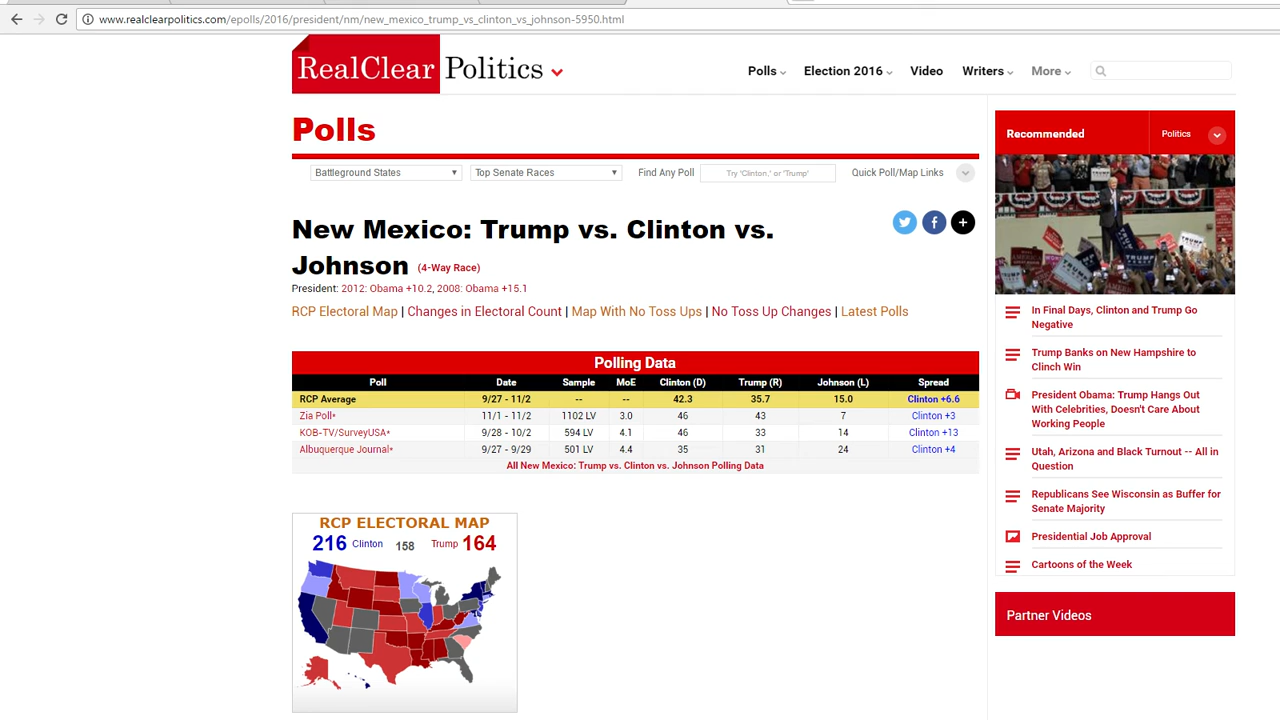 www.realclearpolitics.com/epolls/2016/president/nm/new_mexico_trump_vs_clinton_vs_johnson-5950.html
RealClear Politics
Polls Election 2016 Video Writers More
Polls
Battleground States Top Senate Races Find Any Poll Try 'Clinton,' or 'Trump' Quick Poll/Map Links
New Mexico: Trump vs. Clinton vs.
Johnson (4-Way Race)
President: 2012: Obama +10.2, 2008: Obama +15.1
RCP Electoral Map | Changes in Electoral Count | Map With No Toss Ups | No Toss Up Changes | Latest Polls
Polling Data
Poll Date Sample MoE Clinton (D) Trump (R) Johnson (L) Spread
RCP Average 9/27 - 11/2 -- -- 42.3 35.7 15.0 Clinton +6.6
Zia Poll* 11/1 - 11/2 1102 LV 3.0 46 43 7 Clinton +3
KOB-TV/SurveyUSA* 9/28 - 10/2 594 LV 4.1 46 33 14 Clinton +13
Albuquerque Journal* 9/27 - 9/29 501 LV 4.4 35 31 24 Clinton +4
All New Mexico: Trump vs. Clinton vs. Johnson Polling Data
RCP ELECTORAL MAP
216 Clinton 158 Trump 164
Recommended Politics
TRUMP
In Final Days, Clinton and Trump Go
Negative
Trump Banks on New Hampshire to
Clinch Win
President Obama: Trump Hangs Out
With Celebrities, Doesn't Care About
Working People
Utah, Arizona and Black Turnout -- All in
Question
Republicans See Wisconsin as Buffer for
Senate Majority
Presidential Job Approval
Cartoons of the Week
Partner Videos